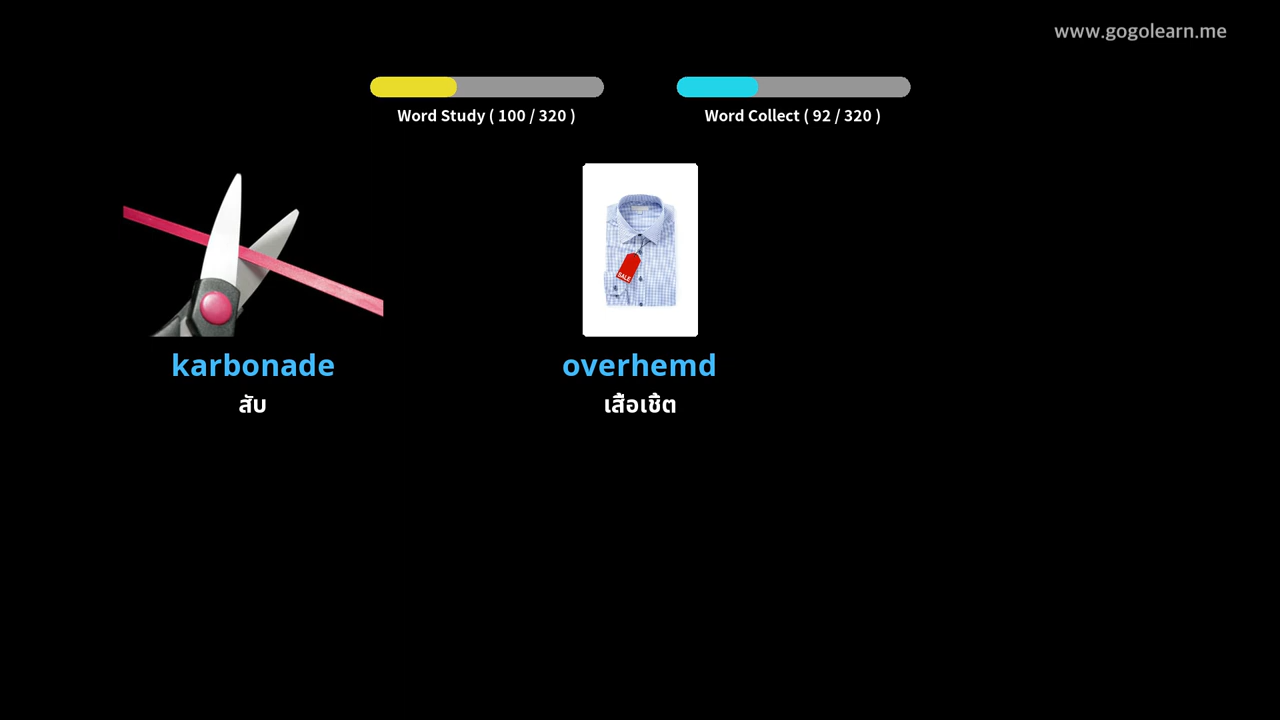 www.gogolearn.me
Word Study ( 100 / 320 )
Word Collect ( 92 / 320 )
SALE
karbonade
สับ
overhemd
เสื้อเชิ้ต